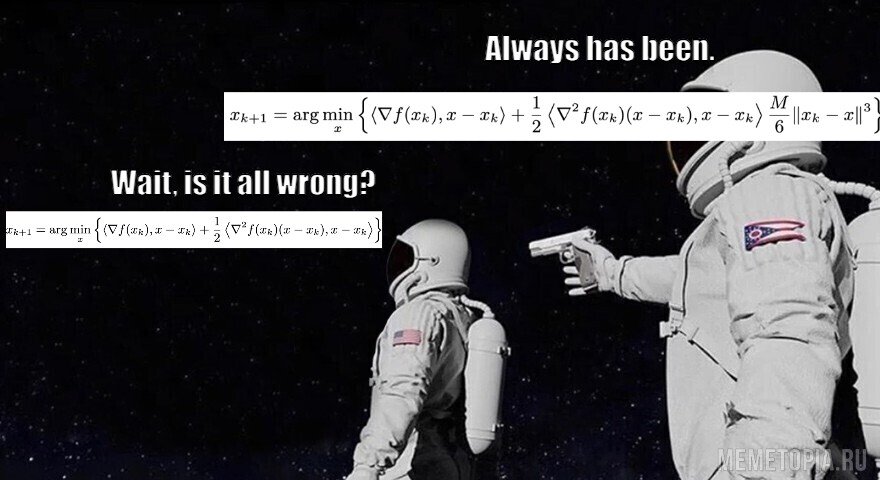 Always has been.
x_{k+1} = arg min_x {⟨∇f(x_k), x − x_k⟩ + 1/2 ⟨∇²f(x_k)(x − x_k), x − x_k⟩ M/6 ‖x_k − x‖³}
Wait, is it all wrong?
x_{k+1} = arg min_x {⟨∇f(x_k), x − x_k⟩ + 1/2 ⟨∇²f(x_k)(x − x_k), x − x_k⟩}
MEMETOPIA.RU